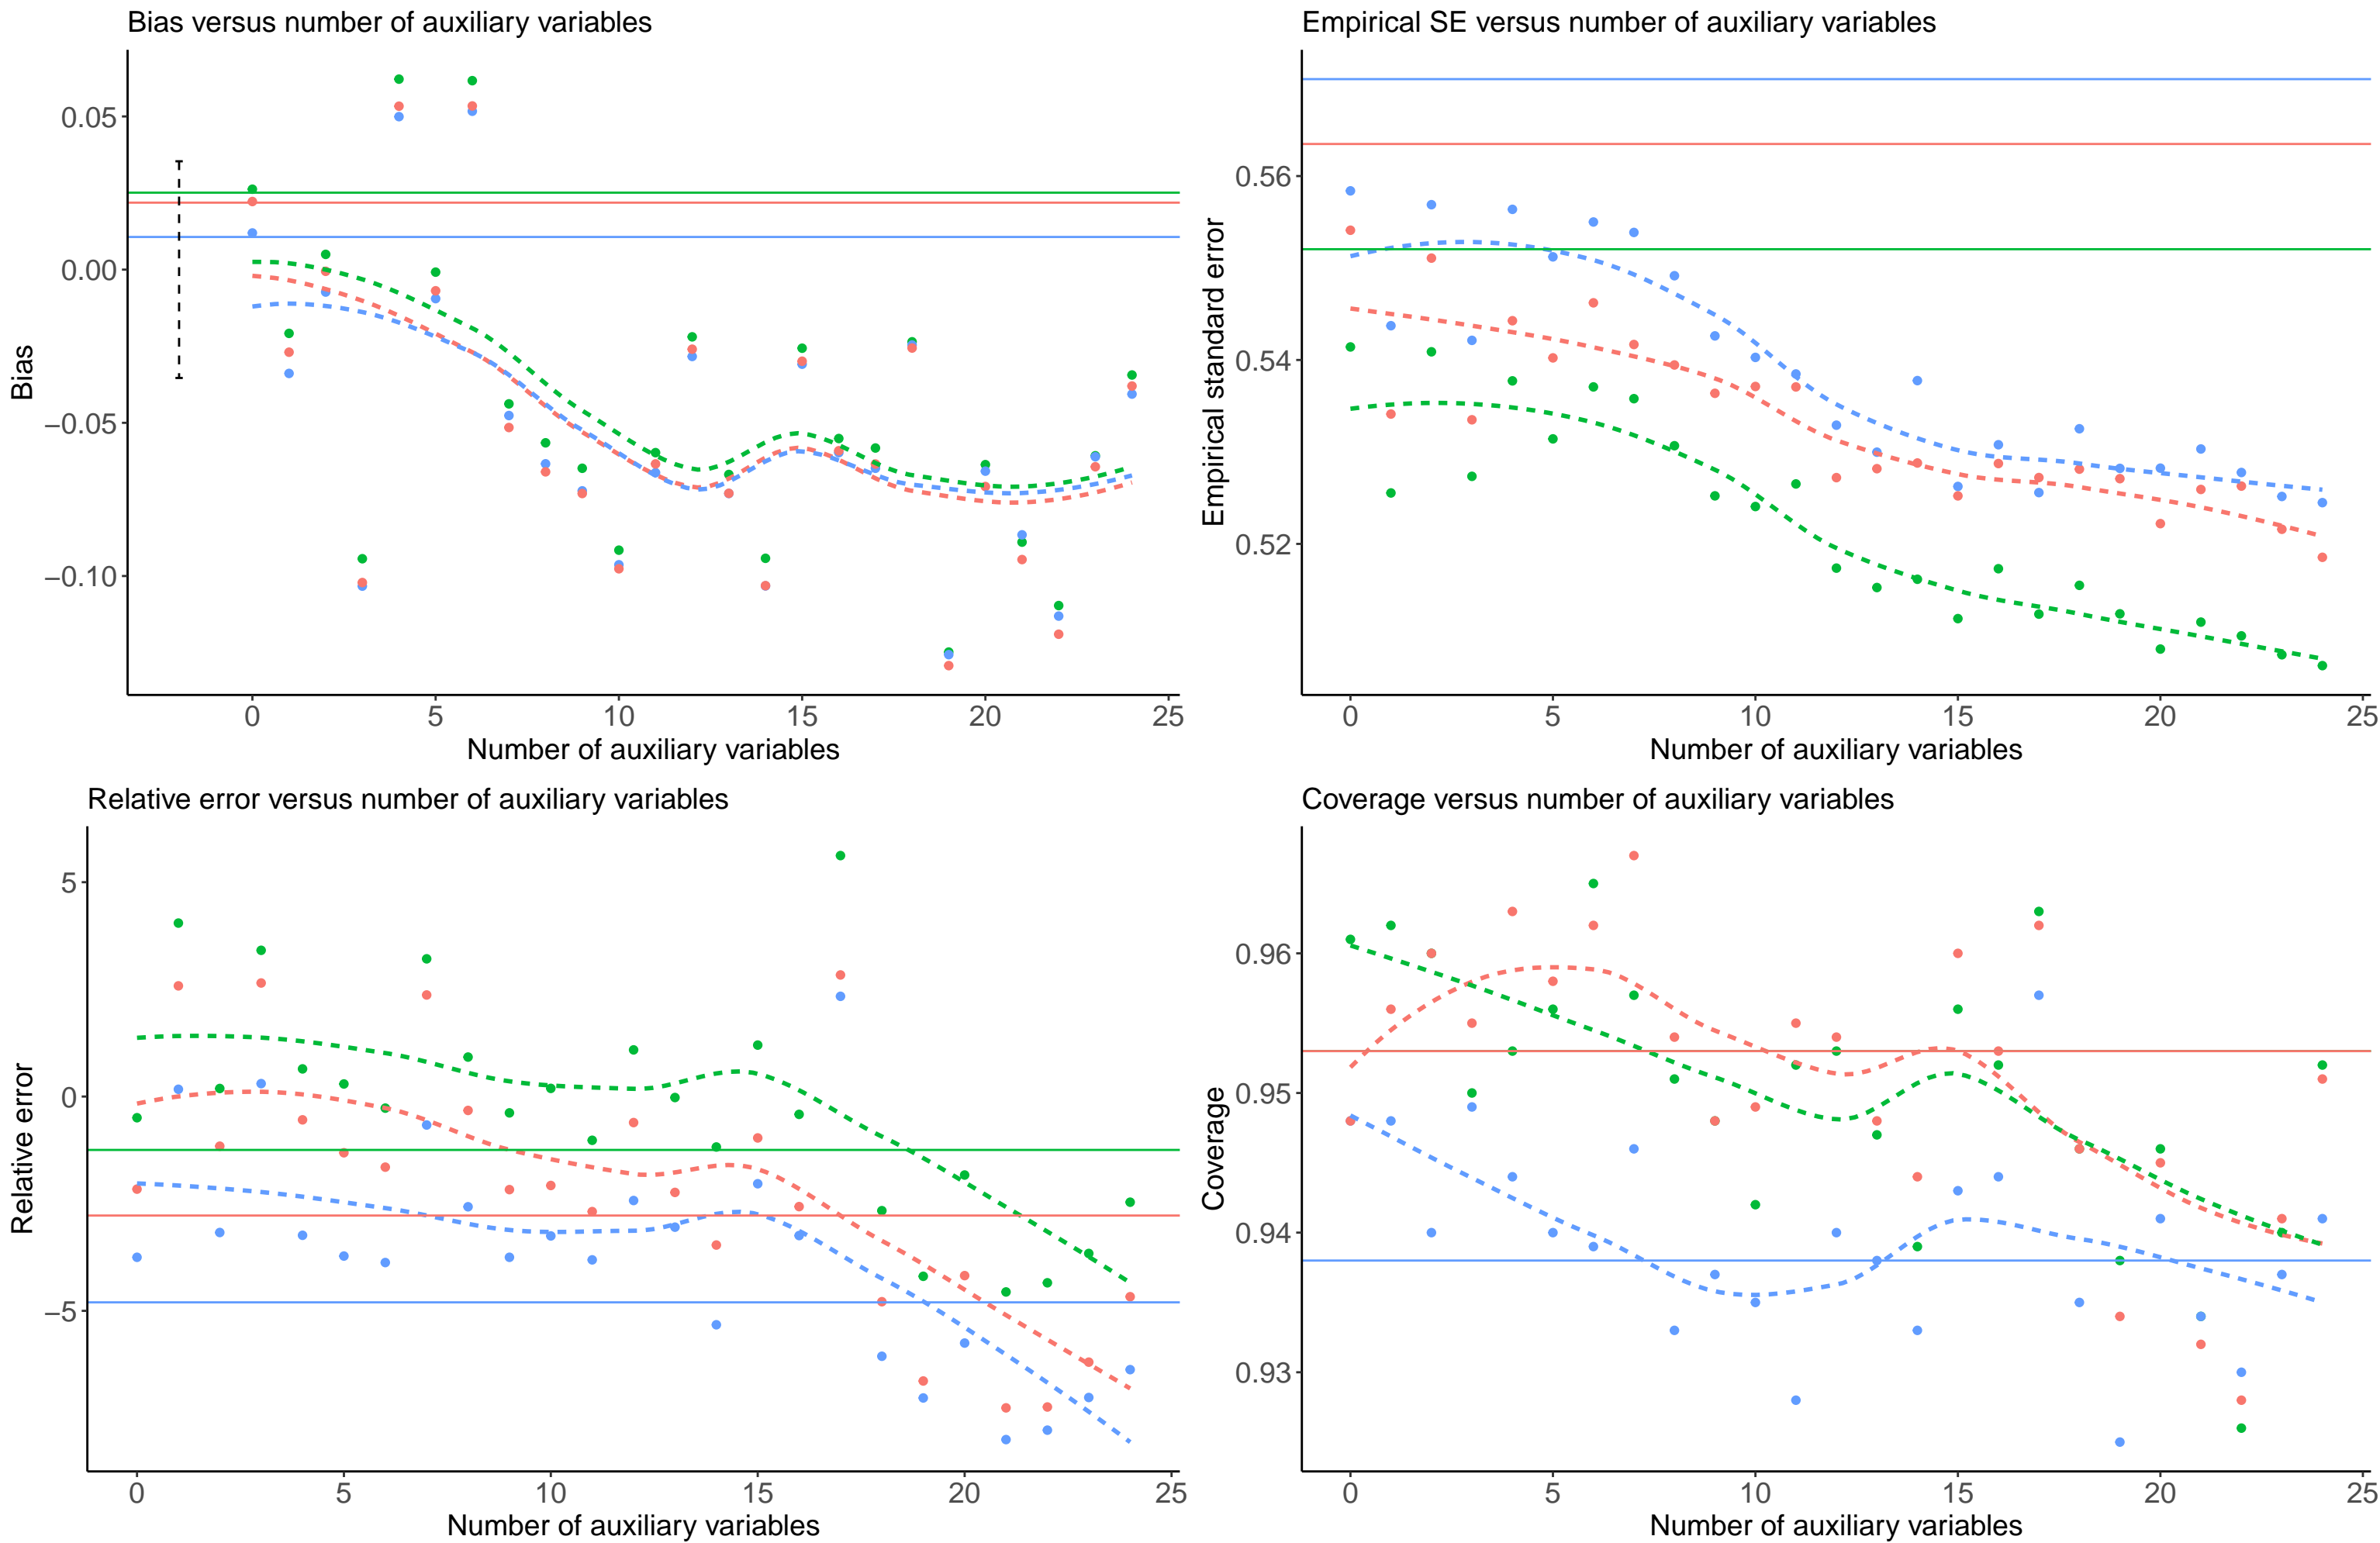 Bias versus number of auxiliary variables
0.05
0.00
−0.05
−0.10
Bias
0 5 10 15 20 25
Number of auxiliary variables
Empirical SE versus number of auxiliary variables
0.56
0.54
0.52
Empirical standard error
0 5 10 15 20 25
Number of auxiliary variables
Relative error versus number of auxiliary variables
5
0
−5
Relative error
0 5 10 15 20 25
Number of auxiliary variables
Coverage versus number of auxiliary variables
0.96
0.95
0.94
0.93
Coverage
0 5 10 15 20 25
Number of auxiliary variables